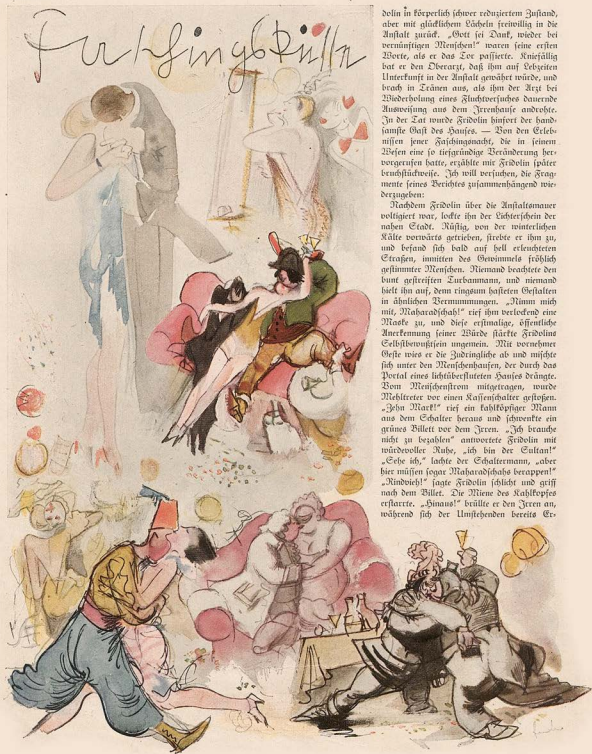 Faschingsküsse
dolin in körperlich schwer reduziertem Zustand,
aber mit glücklichem Lächeln freiwillig in die
Anstalt zurück. „Gott sei Dank, wieder bei
vernünftigen Menschen!“ waren seine ersten
Worte, als er das Tor passierte. Kniefällig
bat er den Oberarzt, daß ihm auf Lebzeiten
Unterkunft in der Anstalt gewährt würde, und
brach in Tränen aus, als ihm der Arzt bei
Wiederholung eines Fluchtversuches dauernde
Ausweisung aus dem Irrenhause androhte.
In der Tat wurde Fridolin hinfort der hand-
samste Gast des Hauses. — Von den Erleb-
nissen jener Faschingsnacht, die in seinem
Wesen eine so tiefgründige Veränderung her-
vorgerufen hatte, erzählte mir Fridolin später
bruchstückweise. Ich will versuchen, die Frag-
mente seines Berichtes zusammenhängend wie-
derzugeben:
Nachdem Fridolin über die Anstaltsmauer
voltigiert war, lockte ihn der Lichterschein der
nahen Stadt. Rüstig, von der winterlichen
Kälte vorwärts getrieben, strebte er ihm zu,
und befand sich bald auf hell erleuchteten
Straßen, inmitten des Gewimmels fröhlich
gestimmter Menschen. Niemand beachtete den
bunt gestreiften Turbanmann, und niemand
hielt ihn auf, denn ringsum hasteten Gestalten
in ähnlichen Vermummungen. „Nimm mich
mit, Maharadschah!“ rief ihm verlockend eine
Maske zu, und diese erstmalige, öffentliche
Anerkennung seiner Würde stärkte Fridolins
Selbstbewußtsein ungemein. Mit vornehmer
Geste wies er die Zudringliche ab und mischte
sich unter den Menschenhaufen, der durch das
Portal eines lichtüberfluteten Hauses drängte.
Vom Menschenstrom mitgetragen, wurde
Mehltreter vor einen Kassenschalter gestoßen.
„Zehn Mark!“ rief ein kahlköpfiger Mann
aus dem Schalter heraus und schwenkte ein
grünes Billett vor dem Irren. „Ich brauche
nicht zu bezahlen“ antwortete Fridolin mit
würdevoller Ruhe, „ich bin der Sultan!“
„Sehe ich,“ lachte der Schaltermann, „aber
hier müssen sogar Maharadschahs berappen!“
„Rindvieh!“ sagte Fridolin schlicht und griff
nach dem Billet. Die Miene des Kahlkopfes
erstarrte. „Hinaus!“ brüllte er den Irren an,
während sich der Umstehenden bereits Er-